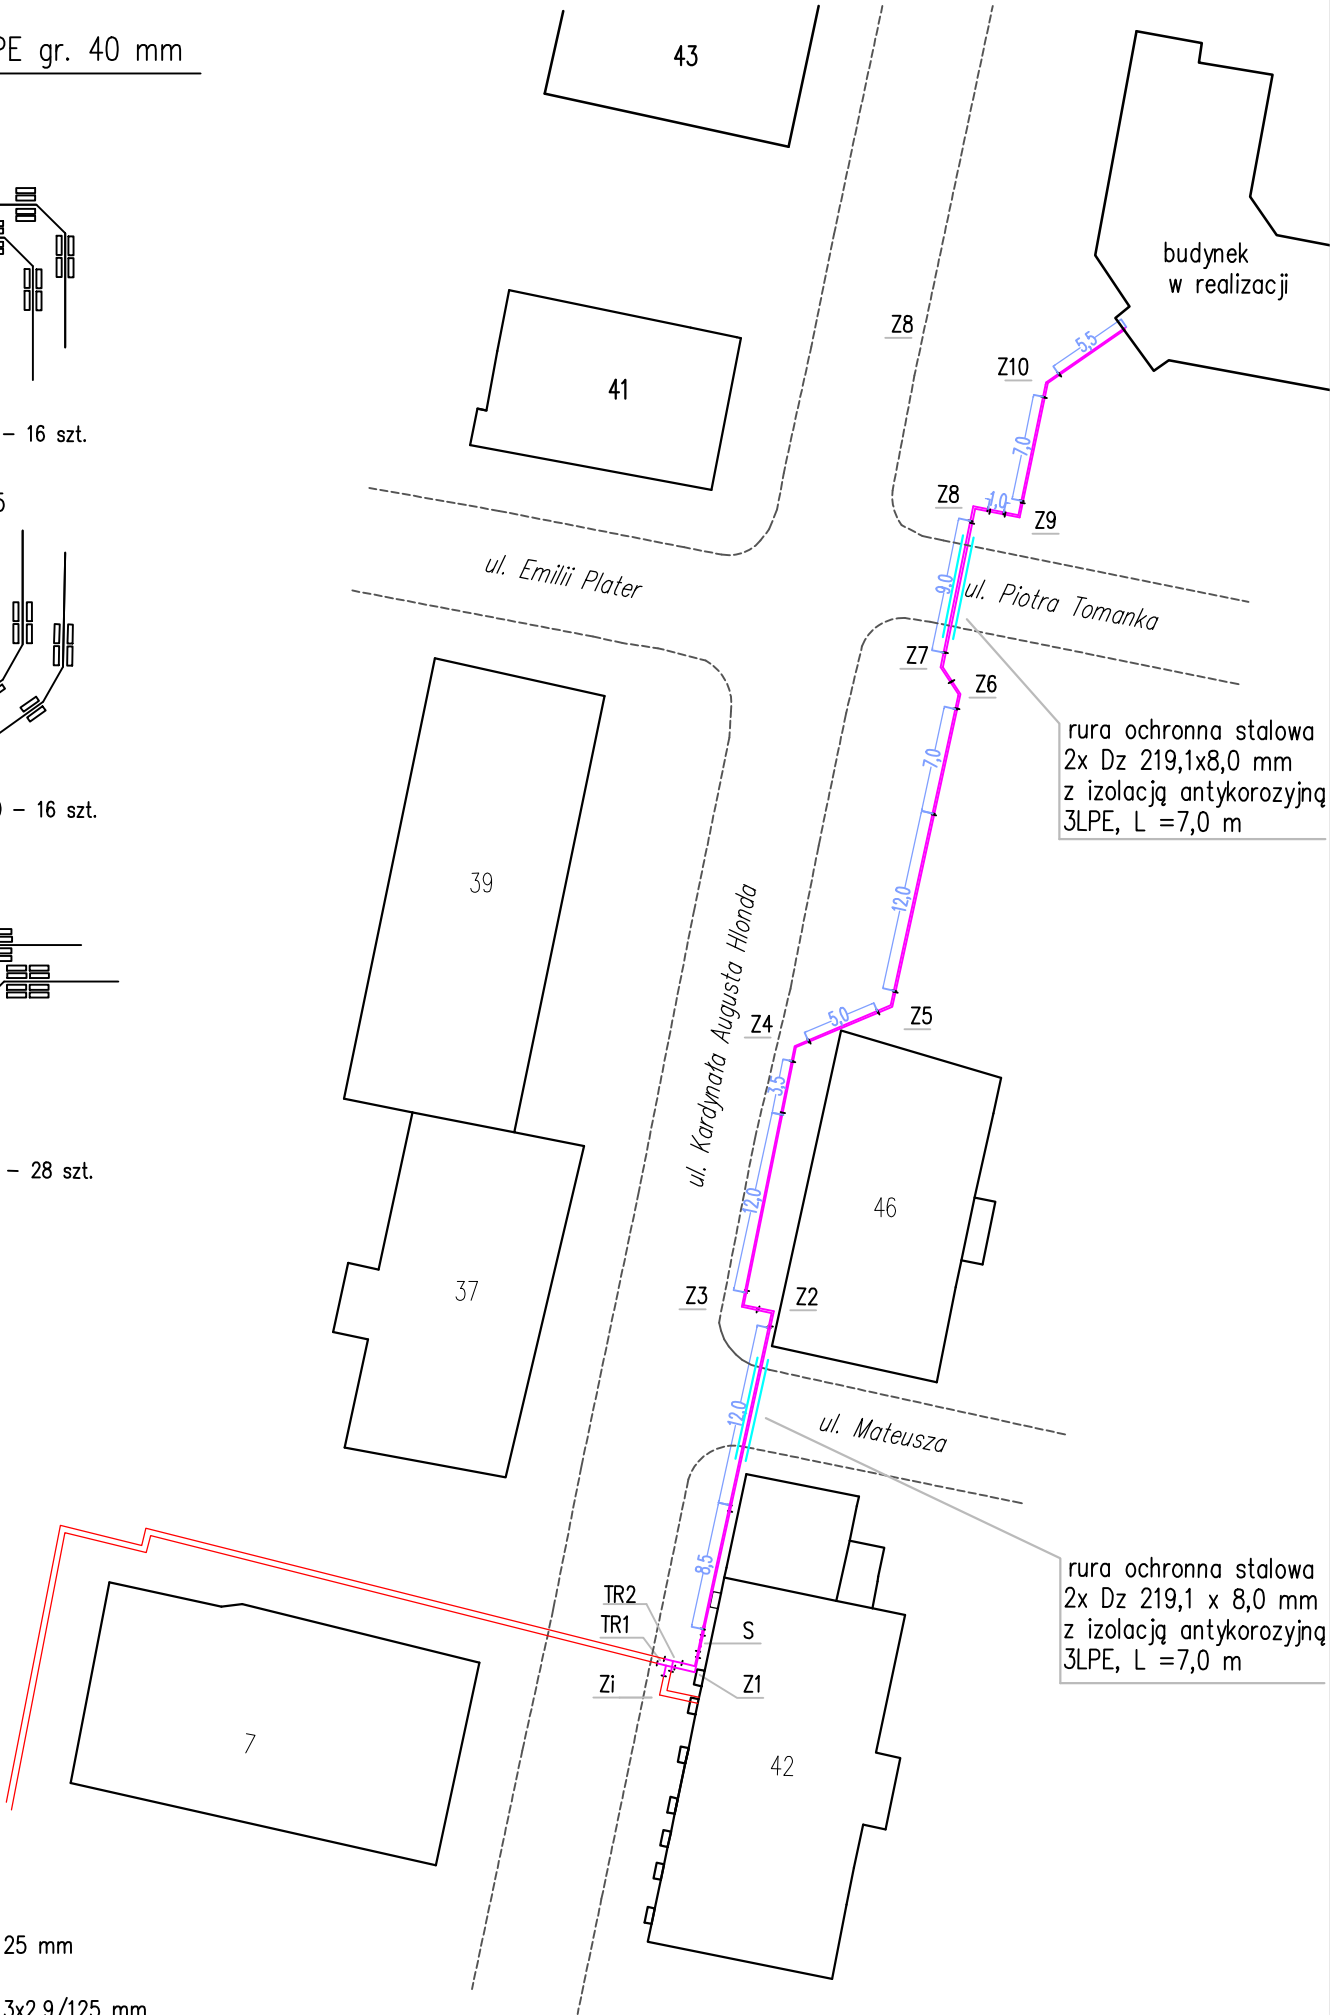 PE gr. 40 mm
43
budynek
w realizacji
Z8
5,5
Z10
41
– 16 szt.
7,0
Z8
1,0
Z9
5
ul. Emilii Plater
9,0
ul. Piotra Tomanka
Z7
Z6
rura ochronna stalowa
2x Dz 219,1x8,0 mm
z izolacją antykorozyjną
3LPE, L =7,0 m
7,0
0 – 16 szt.
39
12,0
ul. Kardynała Augusta Hlonda
Z4
5,0
Z5
3,5
– 28 szt.
12,0
46
37
Z3
Z2
12,0
ul. Mateusza
8,5
rura ochronna stalowa
2x Dz 219,1 x 8,0 mm
z izolacją antykorozyjną
3LPE, L =7,0 m
TR2
TR1
S
Zi
Z1
7
42
25 mm
3x2,9/125 mm